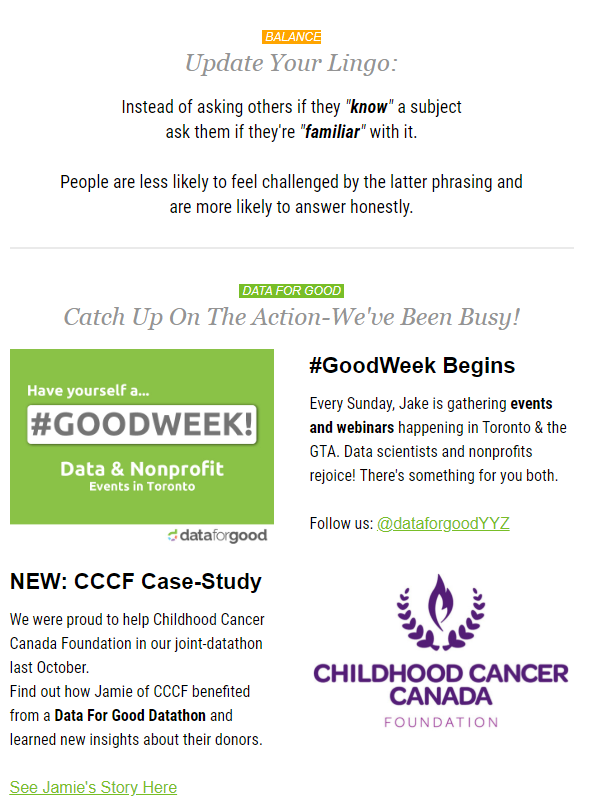 BALANCE
Update Your Lingo:
Instead of asking others if they "know" a subject
ask them if they're "familiar" with it.
People are less likely to feel challenged by the latter phrasing and
are more likely to answer honestly.
DATA FOR GOOD
Catch Up On The Action-We've Been Busy!
Have yourself a...
#GOODWEEK!
Data & Nonprofit
Events in Toronto
dataforgood
#GoodWeek Begins
Every Sunday, Jake is gathering events
and webinars happening in Toronto & the
GTA. Data scientists and nonprofits
rejoice! There's something for you both.
Follow us: @dataforgoodYYZ
NEW: CCCF Case-Study
We were proud to help Childhood Cancer
Canada Foundation in our joint-datathon
last October.
Find out how Jamie of CCCF benefited
from a Data For Good Datathon and
learned new insights about their donors.
See Jamie's Story Here
CHILDHOOD CANCER
CANADA
FOUNDATION